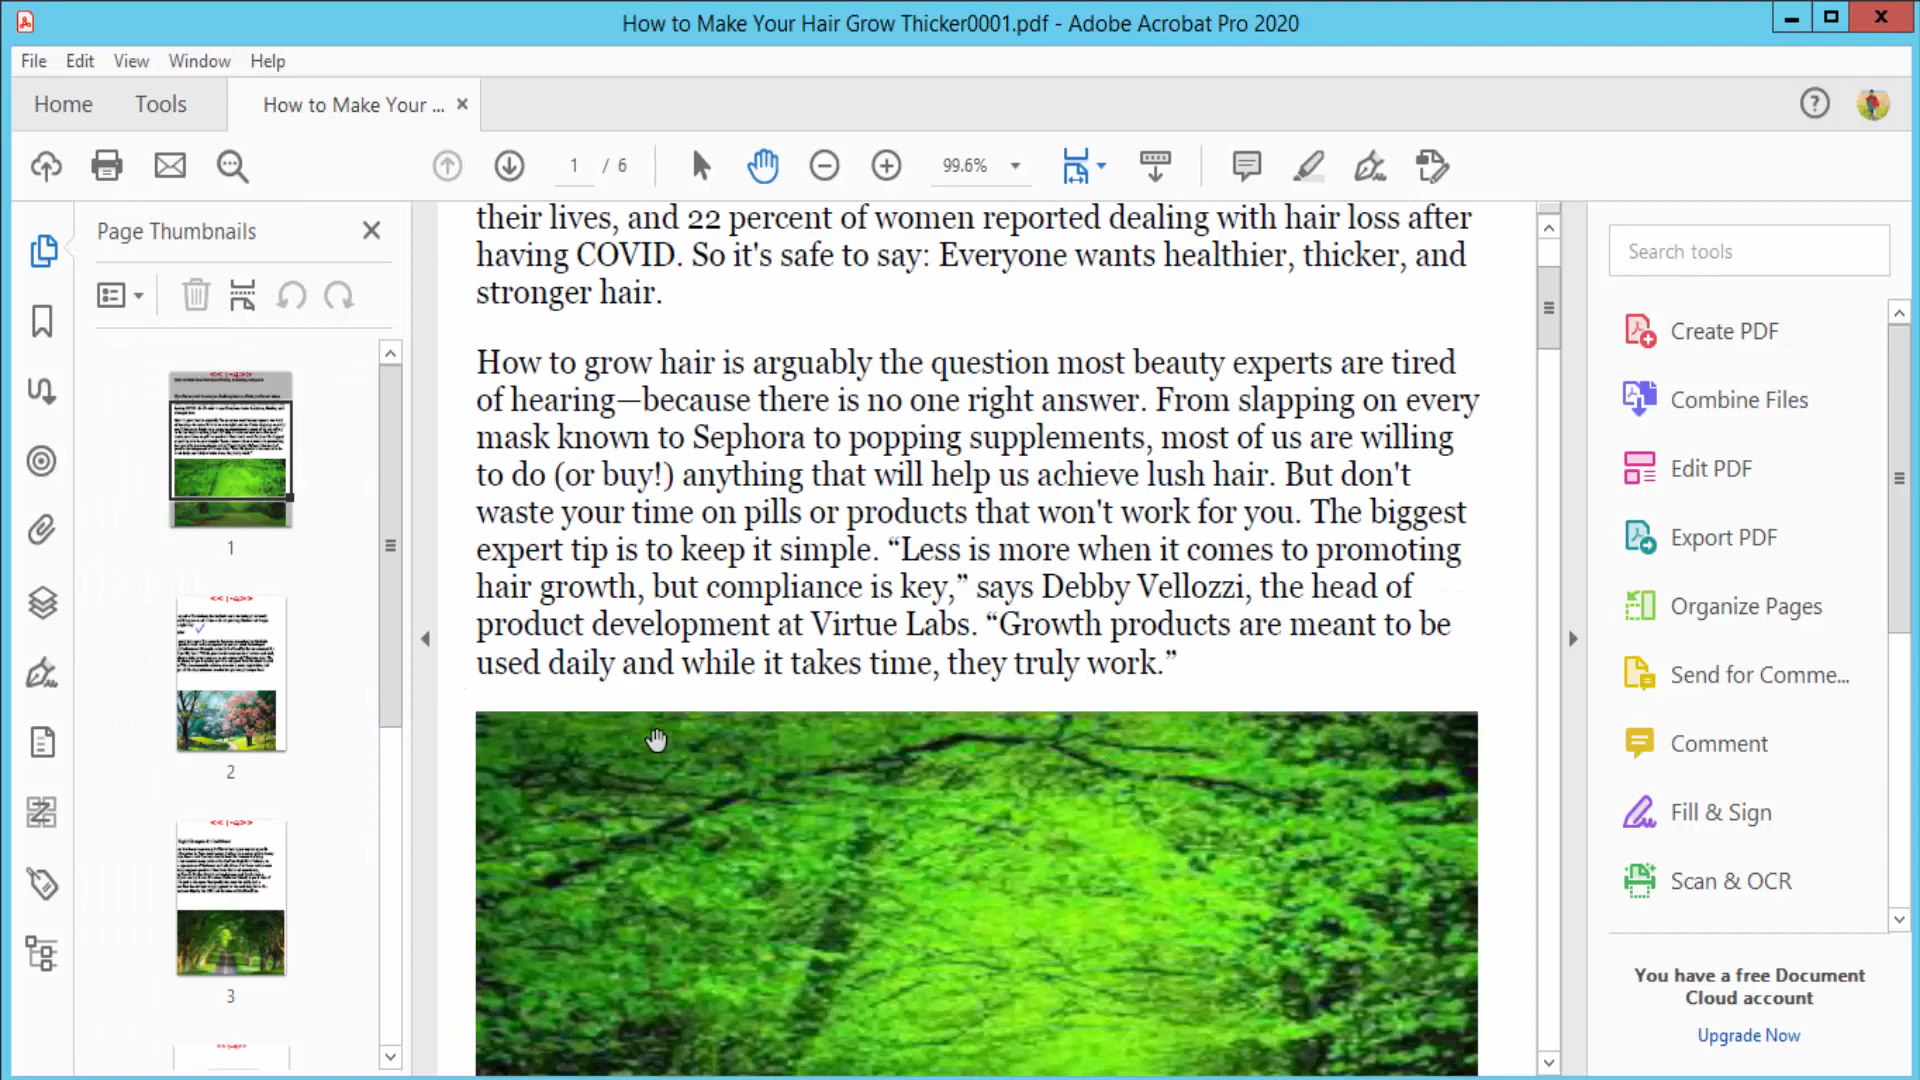 How to Make Your Hair Grow Thicker0001.pdf - Adobe Acrobat Pro 2020
File Edit View Window Help
Home Tools How to Make Your ...
1 / 6 99.6%
Page Thumbnails
1
2
3
their lives, and 22 percent of women reported dealing with hair loss after
having COVID. So it's safe to say: Everyone wants healthier, thicker, and
stronger hair.
How to grow hair is arguably the question most beauty experts are tired
of hearing—because there is no one right answer. From slapping on every
mask known to Sephora to popping supplements, most of us are willing
to do (or buy!) anything that will help us achieve lush hair. But don't
waste your time on pills or products that won't work for you. The biggest
expert tip is to keep it simple. “Less is more when it comes to promoting
hair growth, but compliance is key,” says Debby Vellozzi, the head of
product development at Virtue Labs. “Growth products are meant to be
used daily and while it takes time, they truly work.”
Search tools
Create PDF
Combine Files
Edit PDF
Export PDF
Organize Pages
Send for Comme...
Comment
Fill & Sign
Scan & OCR
You have a free Document
Cloud account
Upgrade Now